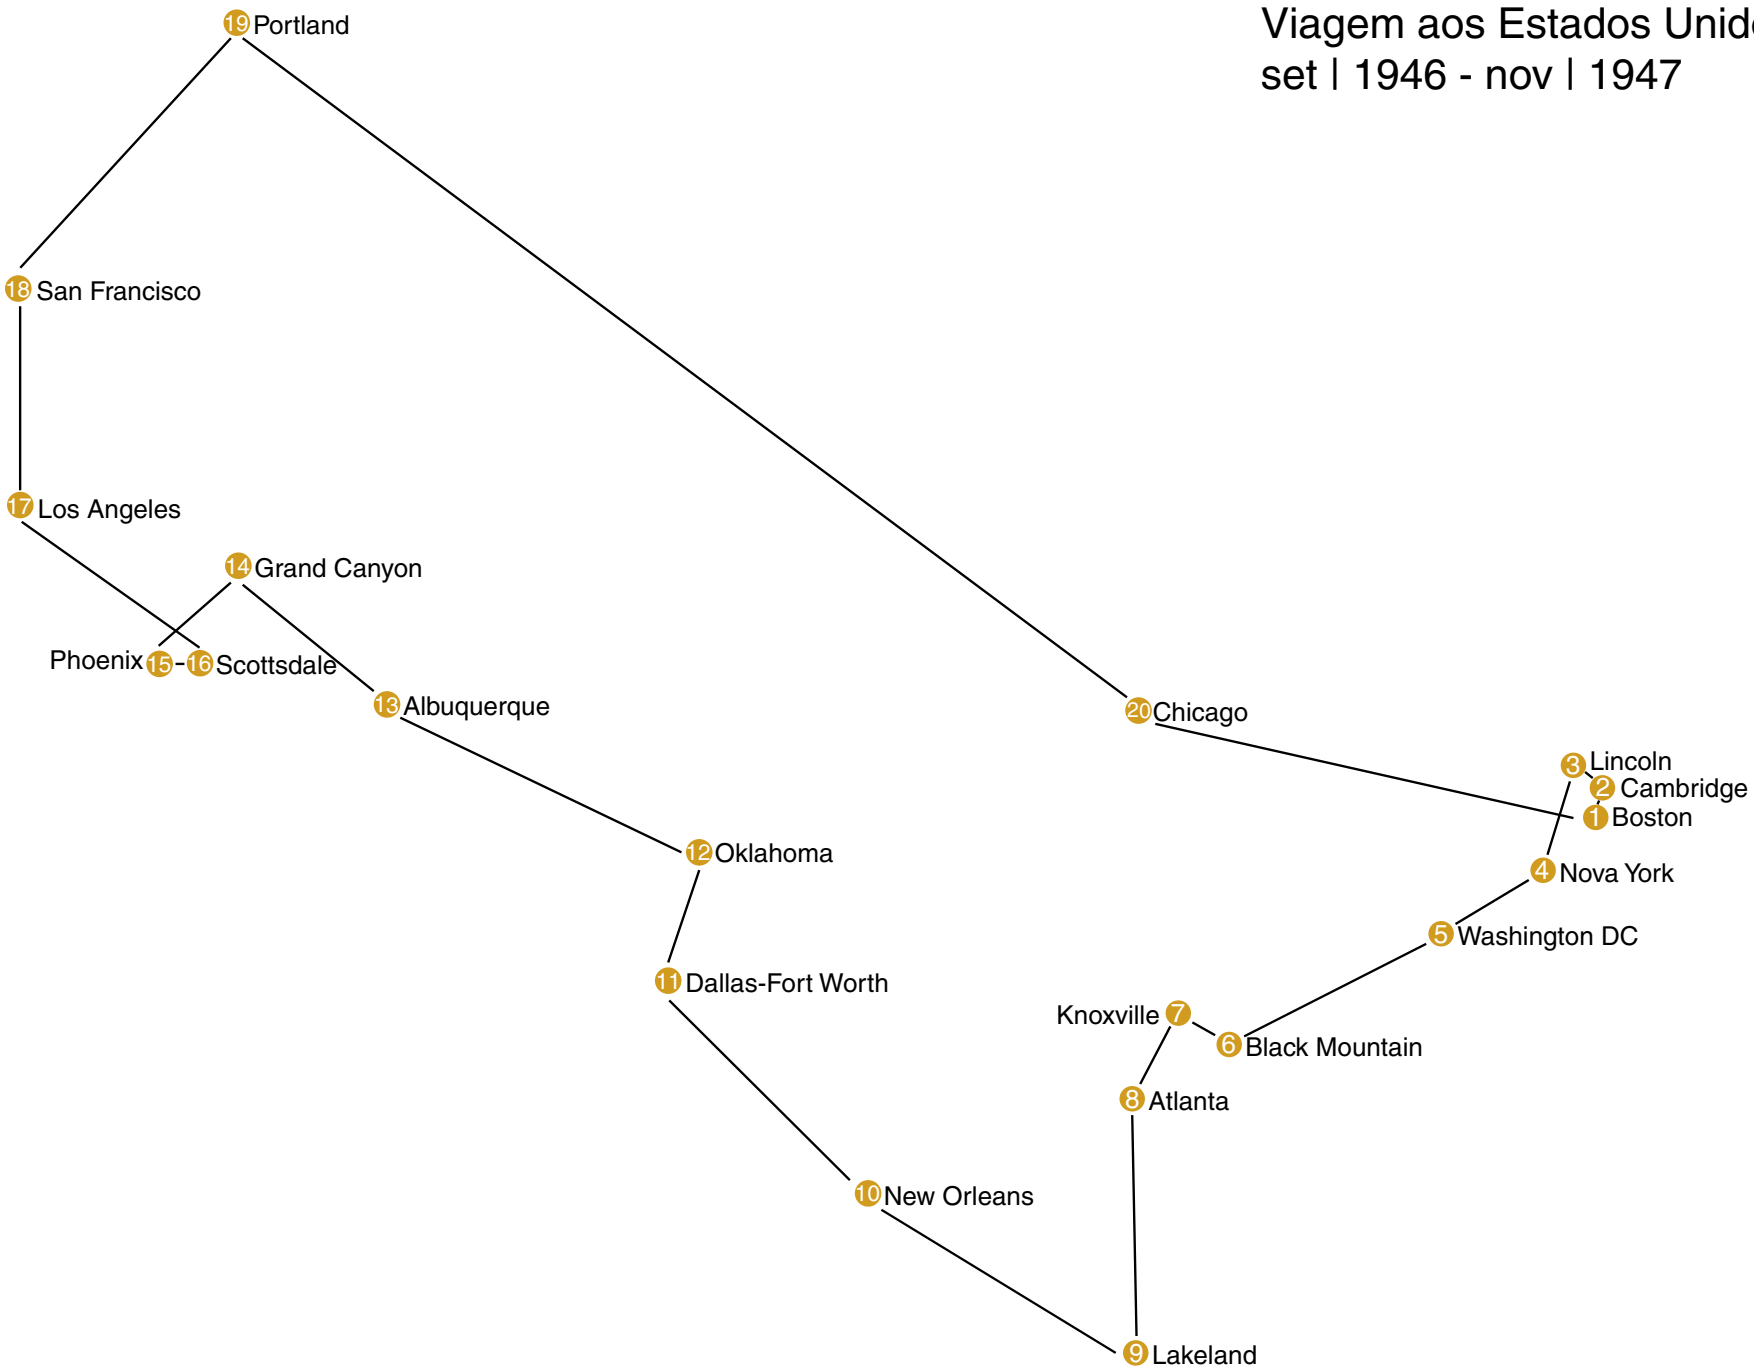 Viagem aos Estados
set | 1946 - nov | 1947
19 Portland
18 San Francisco
17 Los Angeles
14 Grand Canyon
Phoenix 15 16 Scottsdale
13 Albuquerque
20 Chicago
3 Lincoln
2 Cambridge
1 Boston
12 Oklahoma
4 Nova York
5 Washington DC
11 Dallas-Fort Worth
Knoxville 7
6 Black Mountain
8 Atlanta
10 New Orleans
9 Lakeland